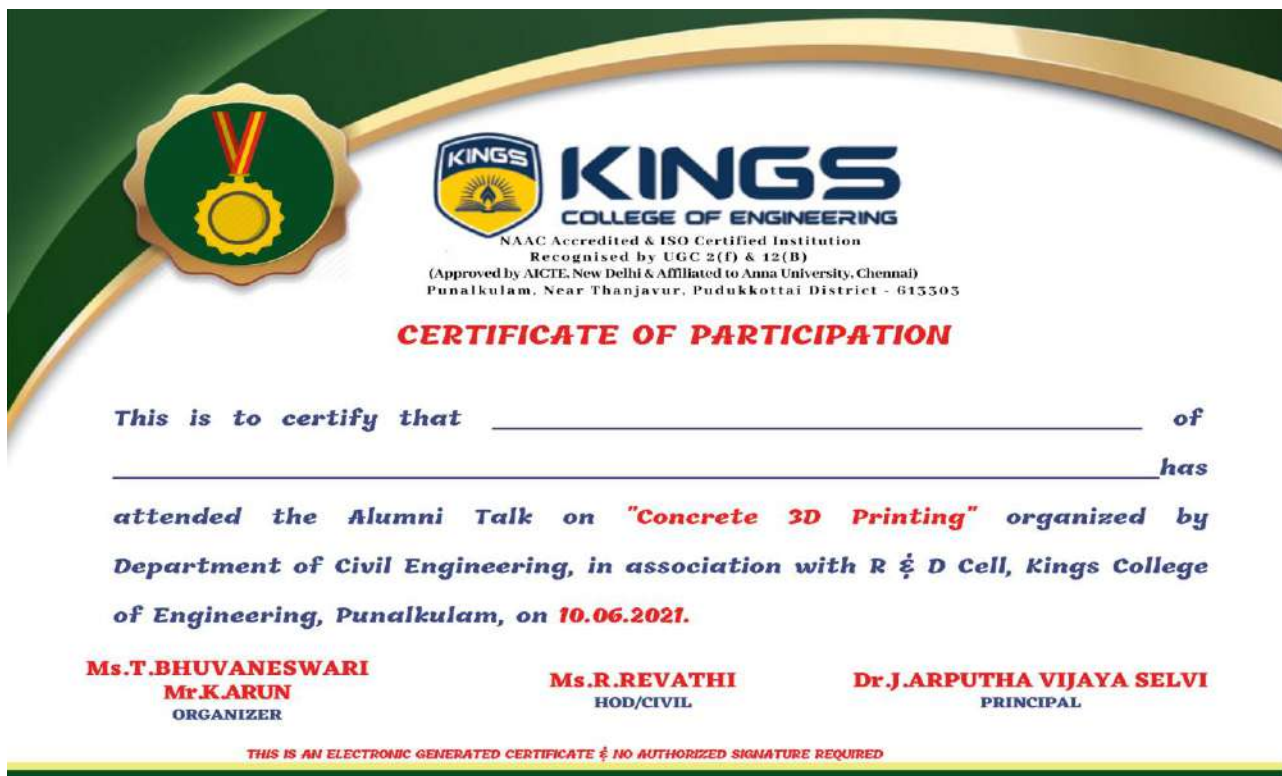 KINGS
KINGS
COLLEGE OF ENGINEERING
NAAC Accredited & ISO Certified Institution
Recognised by UGC 2(f) & 12(B)
(Approved by AICTE, New Delhi & Affiliated to Anna University, Chennai)
Punalkulam, Near Thanjavur, Pudukkottai District - 613303
CERTIFICATE OF PARTICIPATION
This is to certify that ______ of
______has
attended the Alumni Talk on "Concrete 3D Printing" organized by
Department of Civil Engineering, in association with R & D Cell, Kings College
of Engineering, Punalkulam, on 10.06.2021.
Ms.T.BHUVANESWARI
Mr.K.ARUN
ORGANIZER
Ms.R.REVATHI
HOD/CIVIL
Dr.J.ARPUTHA VIJAYA SELVI
PRINCIPAL
THIS IS AN ELECTRONIC GENERATED CERTIFICATE & NO AUTHORIZED SIGNATURE REQUIRED